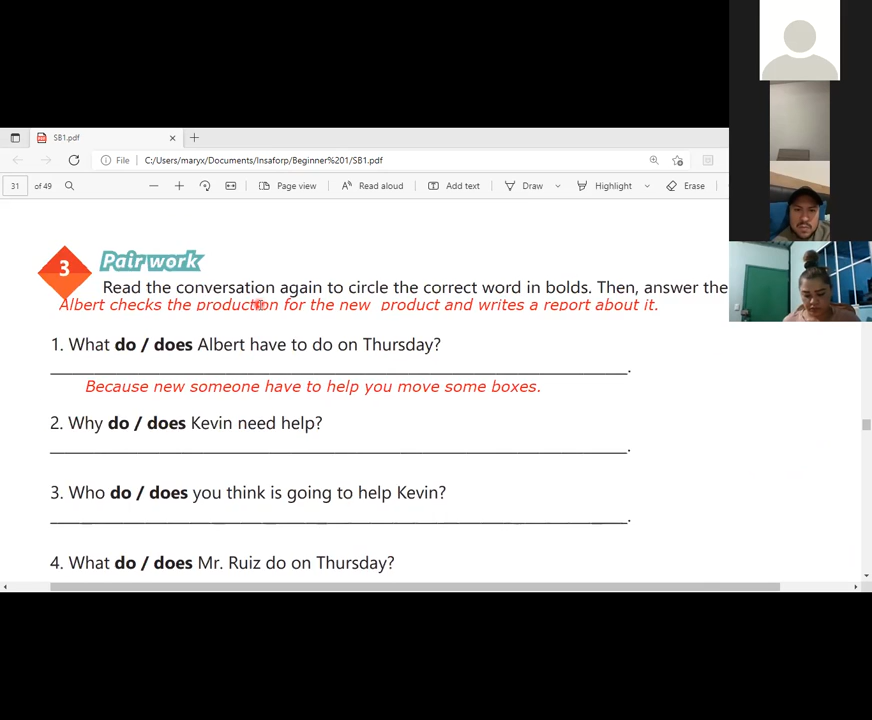 SB1.pdf
File C:/Users/maryx/Documents/Insaforp/Beginner%201/SB1.pdf
31 of 49 Page view Read aloud Add text Draw Highlight Erase
3 Pair work
Read the conversation again to circle the correct word in bolds. Then, answer the
Albert checks the production for the new product and writes a report about it.
1. What do / does Albert have to do on Thursday?
Because new someone have to help you move some boxes.
2. Why do / does Kevin need help?
3. Who do / does you think is going to help Kevin?
4. What do / does Mr. Ruiz do on Thursday?